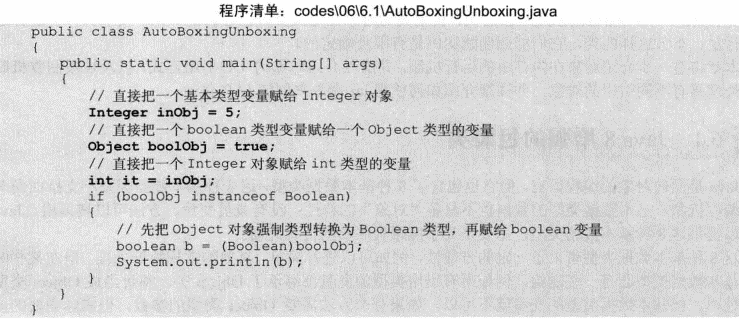 程序清单：codes\06\6.1\AutoBoxingUnboxing.java
public class AutoBoxingUnboxing
{
public static void main(String[] args)
{
// 直接把一个基本类型变量赋给 Integer 对象
Integer inObj = 5;
// 直接把一个 boolean 类型变量赋给一个 Object 类型的变量
Object boolObj = true;
// 直接把一个 Integer 对象赋给 int 类型的变量
int it = inObj;
if (boolObj instanceof Boolean)
{
// 先把 Object 对象强制类型转换为 Boolean 类型，再赋给 boolean 变量
boolean b = (Boolean)boolObj;
System.out.println(b);
}
}
}